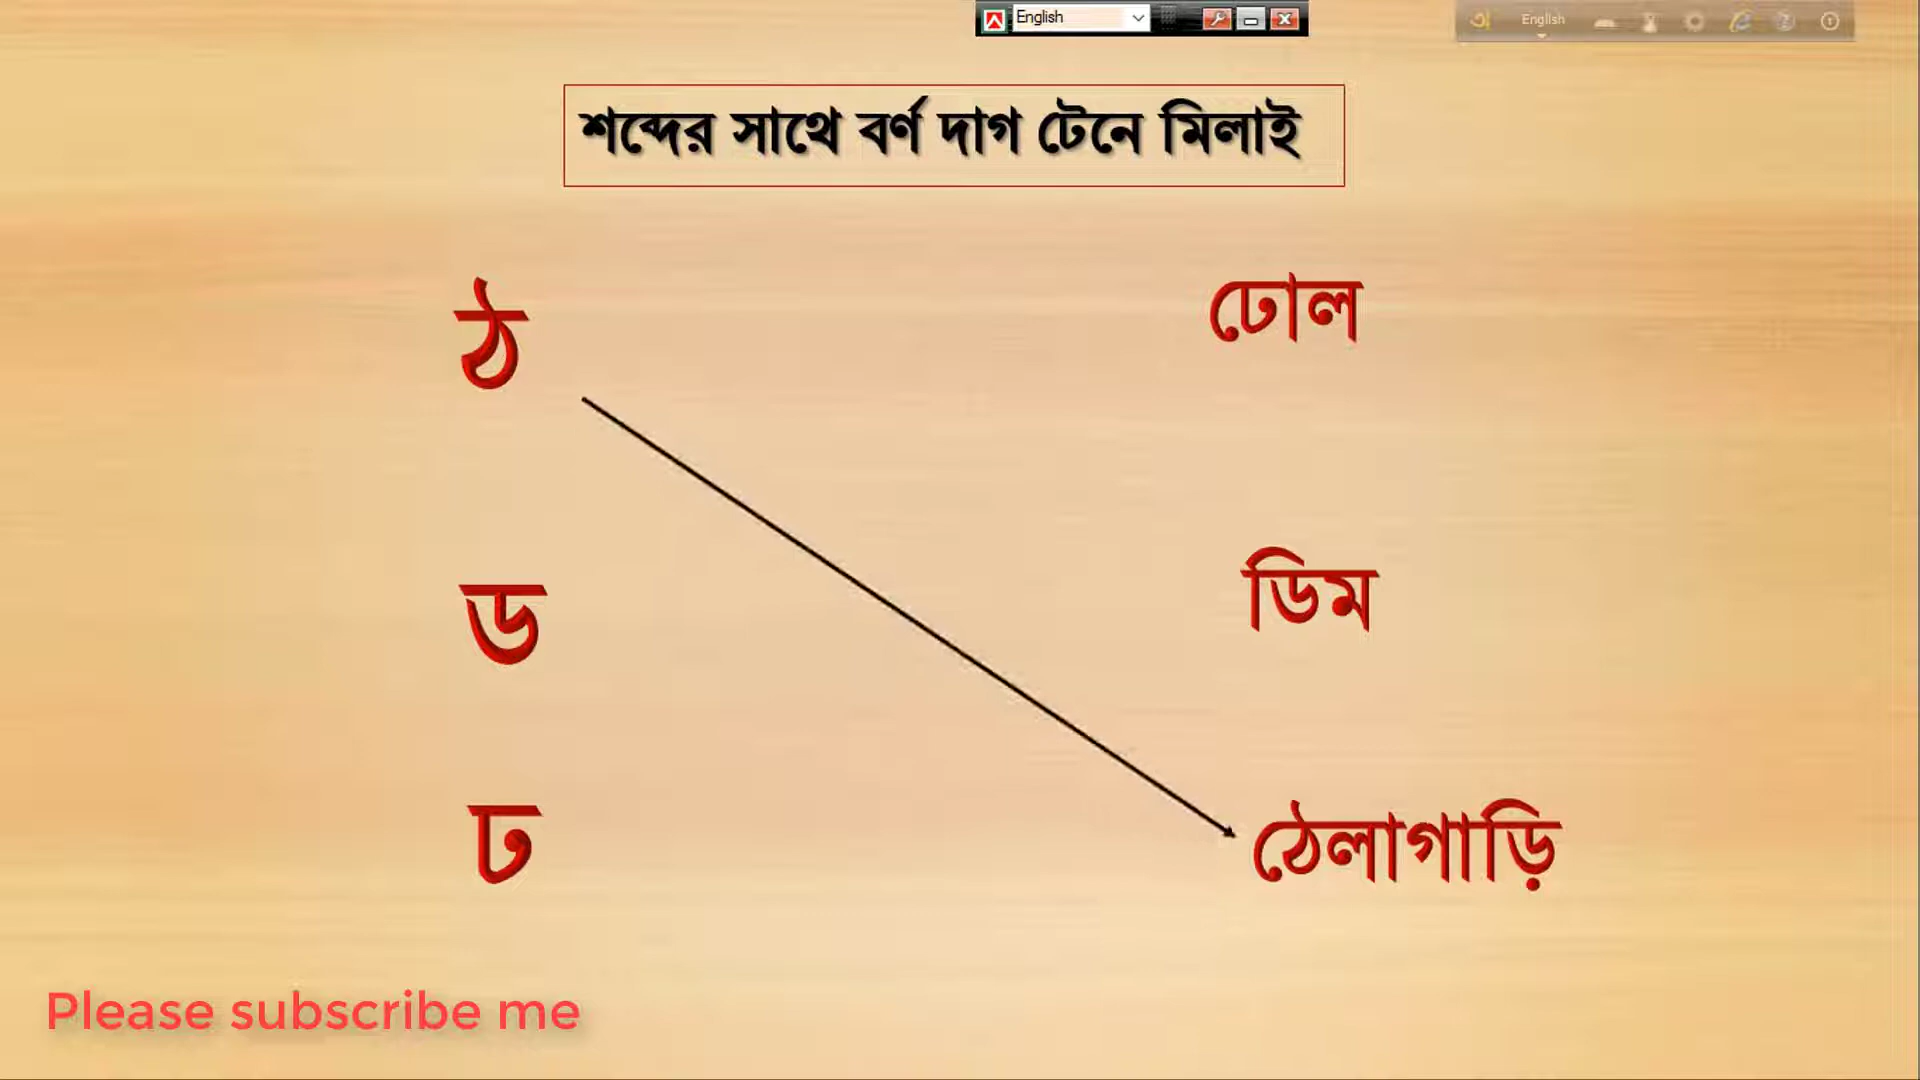 English
English
শব্দের সাথে বর্ণ দাগ টেনে মিলাই
ঠ
ঢোল
ড
ডিম
ঢ
ঠেলাগাড়ি
Please subscribe me